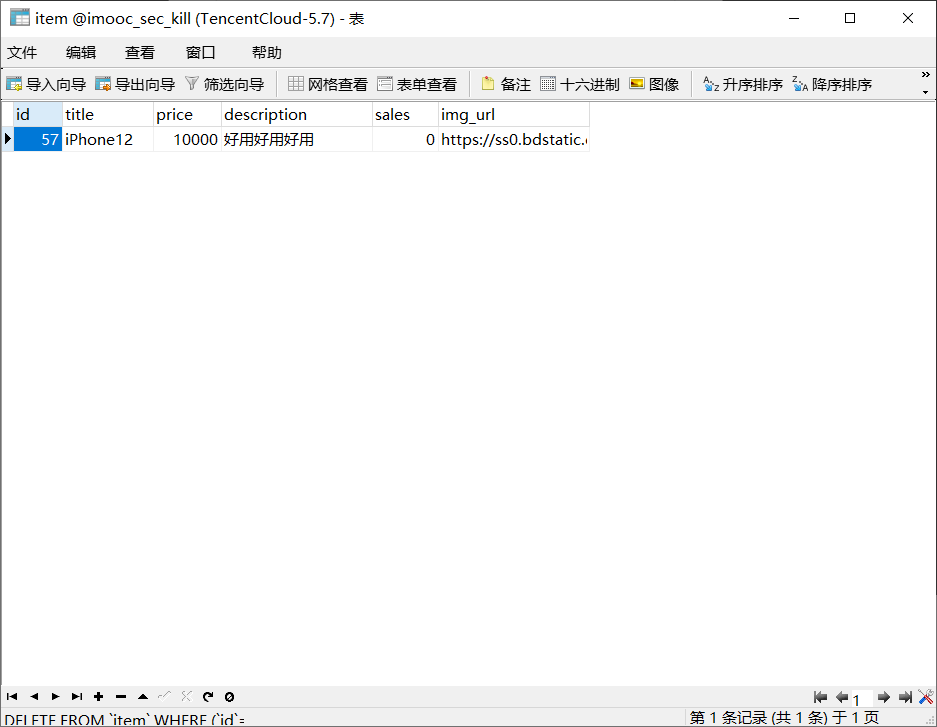 item @imooc_sec_kill (TencentCloud-5.7) - 表
文件 编辑 查看 窗口 帮助
导入向导 导出向导 筛选向导 网格查看 表单查看 备注 十六进制 图像 升序排序 降序排序
id title price description sales img_url
57 iPhone12 10000 好用好用好用 0 https://ss0.bdstatic.
1
DELETE FROM `item` WHERE (`id`= 第 1 条记录 (共 1 条) 于 1 页